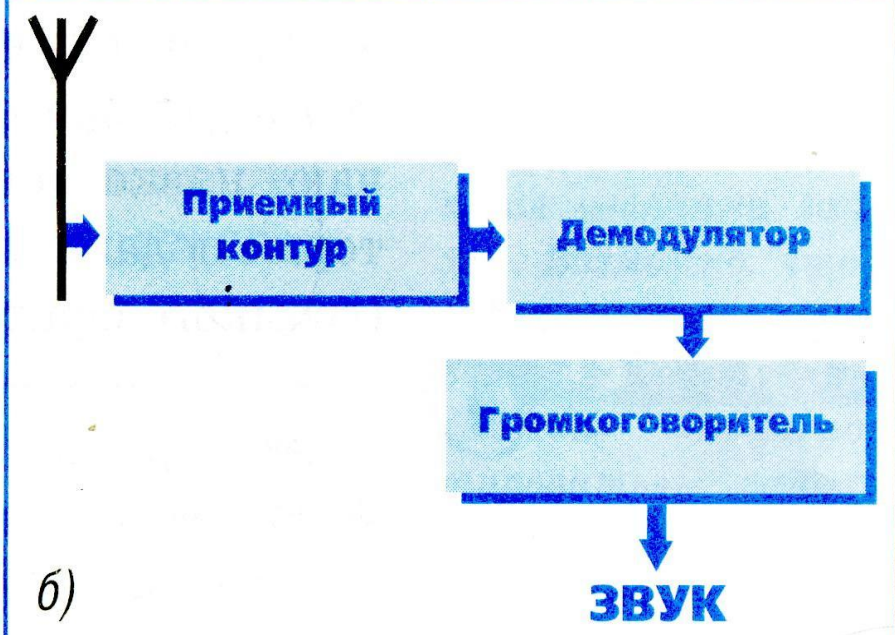 Приемный
контур
Демодулятор
Громкоговоритель
ЗВУК
б)